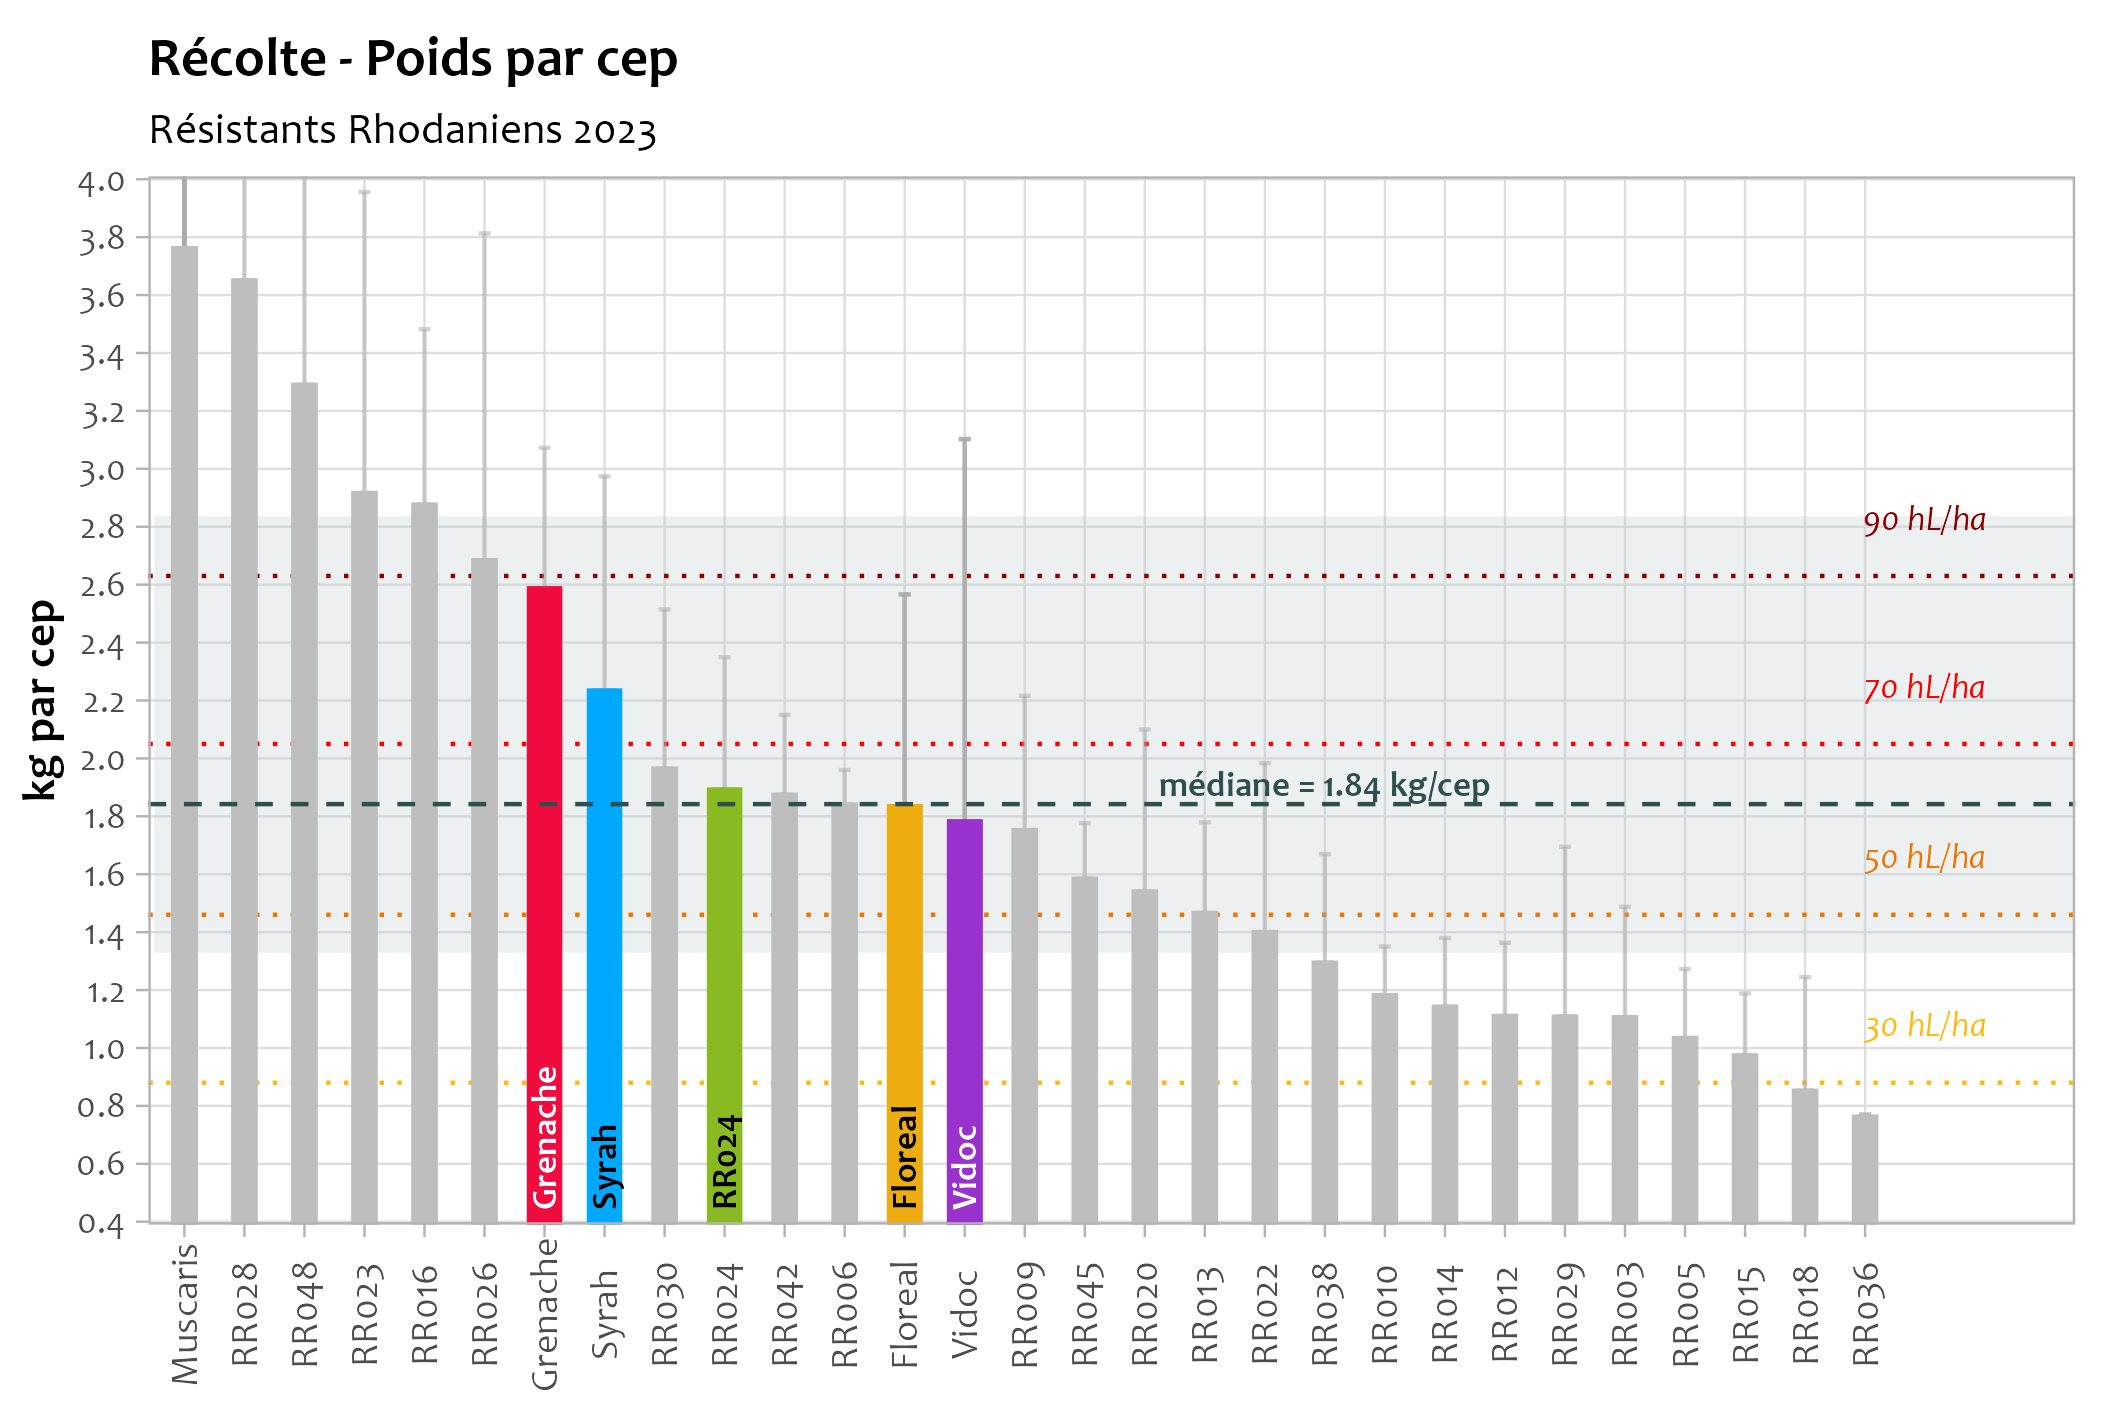 Récolte - Poids par cep
Résistants Rhodaniens 2023
kg par cep
4.0
3.8
3.6
3.4
3.2
3.0
2.8
2.6
2.4
2.2
2.0
1.8
1.6
1.4
1.2
1.0
0.8
0.6
0.4
90 hL/ha
70 hL/ha
médiane = 1.84 kg/cep
50 hL/ha
30 hL/ha
Grenache
Syrah
RR024
Floreal
Vidoc
Muscaris
RR028
RR048
RR023
RR016
RR026
Grenache
Syrah
RR030
RR024
RR042
RR006
Floreal
Vidoc
RR009
RR045
RR020
RR013
RR022
RR038
RR010
RR014
RR012
RR029
RR003
RR005
RR015
RR018
RR036